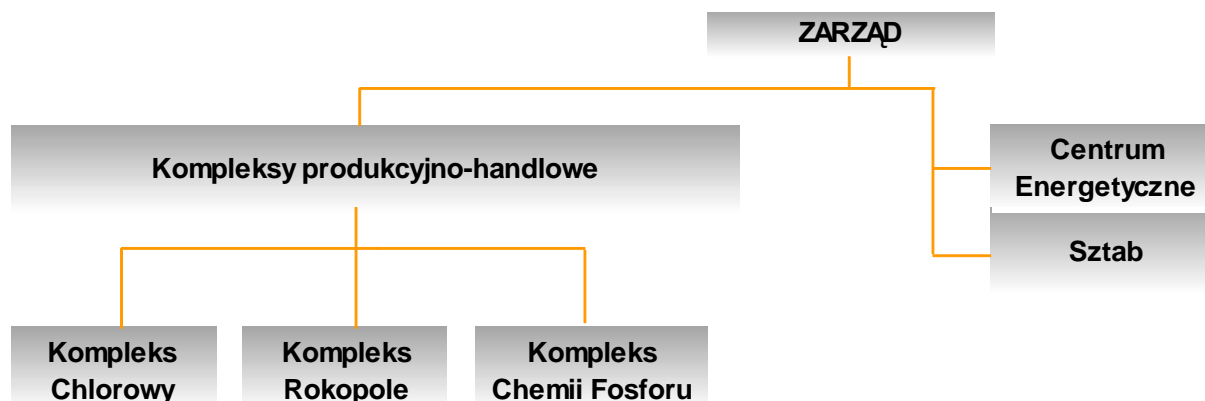 ZARZĄD
Kompleksy produkcyjno-handlowe
Centrum
Energetyczne
Sztab
Kompleks
Chlorowy
Kompleks
Rokopole
Kompleks
Chemii Fosforu